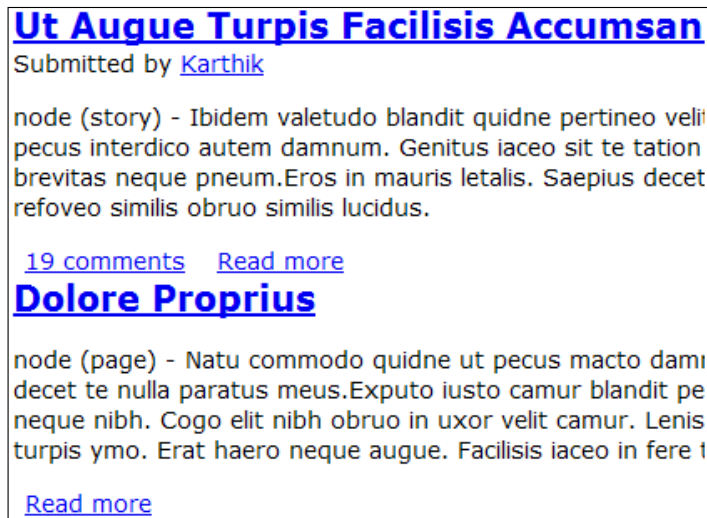 Ut Augue Turpis Facilisis Accumsan
Submitted by Karthik
node (story) - Ibidem valetudo blandit quidne pertineo velit
pecus interdico autem damnum. Genitus iaceo sit te tation
brevitas neque pneum.Eros in mauris letalis. Saepius decet
refoveo similis obruo similis lucidus.
19 comments Read more
Dolore Proprius
node (page) - Natu commodo quidne ut pecus macto
decet te nulla paratus meus.Exputo iusto camur blandit
neque nibh. Cogo elit nibh obruo in uxor velit camur. Lenis
turpis ymo. Erat haero neque augue. Facilisis iaceo in fere
Read more